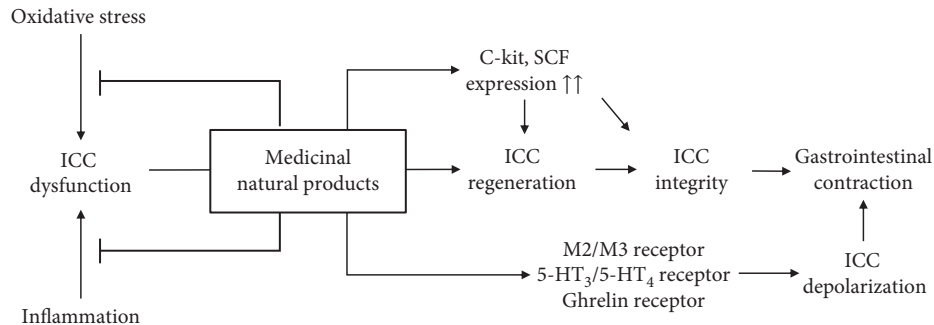 Oxidative stress
C-kit, SCF
expression ↑↑
ICC
dysfunction
Medicinal
natural products
ICC
regeneration
ICC
integrity
Gastrointestinal
contraction
M2/M3 receptor
5-HT₃/5-HT₄ receptor
Ghrelin receptor
ICC
depolarization
Inflammation